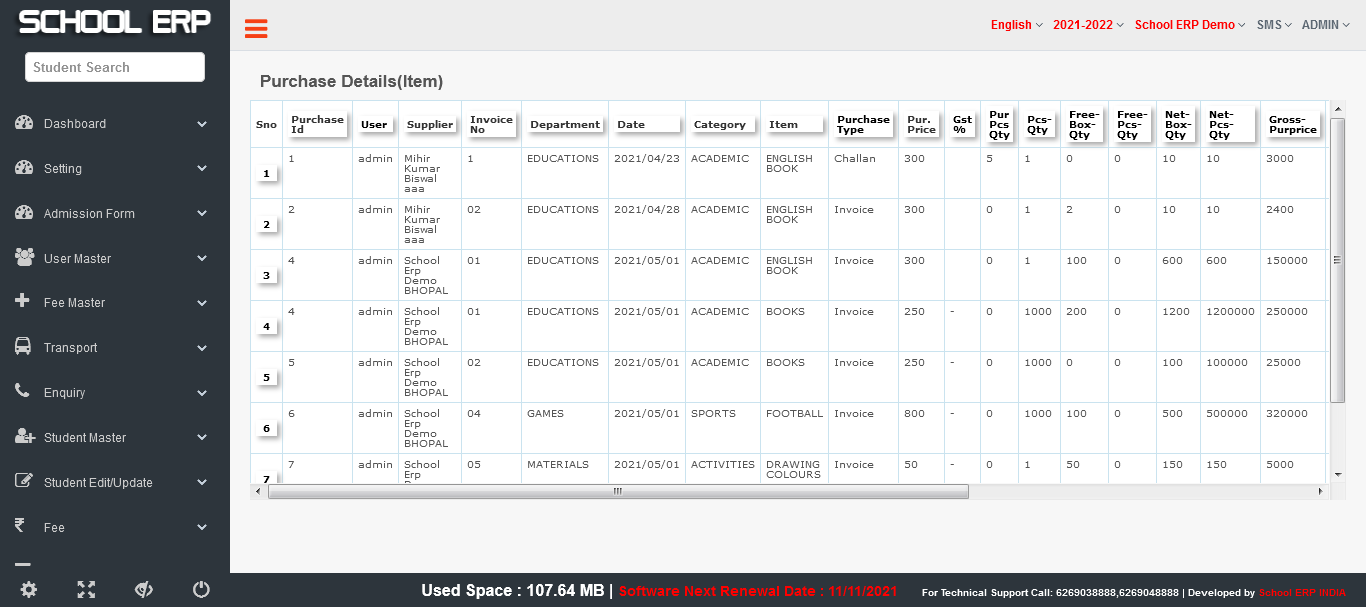 SCHOOL ERP
English 2021-2022 School ERP Demo SMS ADMIN
Student Search
Dashboard
Setting
Admission Form
User Master
Fee Master
Transport
Enquiry
Student Master
Student Edit/Update
Fee
Purchase Details(Item)
Sno Purchase Id User Supplier Invoice No Department Date Category Item Purchase Type Pur. Price Gst % Pur Pcs Qty Pcs-Qty Free-Box-Qty Free-Pcs-Qty Net-Box-Qty Net-Pcs-Qty Gross-Purprice
1 1 admin Mihir Kumar Biswal aaa 1 EDUCATIONS 2021/04/23 ACADEMIC ENGLISH BOOK Challan 300 5 1 0 0 10 10 3000
2 2 admin Mihir Kumar Biswal aaa 02 EDUCATIONS 2021/04/28 ACADEMIC ENGLISH BOOK Invoice 300 0 1 2 0 10 10 2400
3 4 admin School Erp Demo BHOPAL 01 EDUCATIONS 2021/05/01 ACADEMIC ENGLISH BOOK Invoice 300 0 1 100 0 600 600 150000
4 4 admin School Erp Demo BHOPAL 01 EDUCATIONS 2021/05/01 ACADEMIC BOOKS Invoice 250 - 0 1000 200 0 1200 1200000 250000
5 5 admin School Erp Demo BHOPAL 02 EDUCATIONS 2021/05/01 ACADEMIC BOOKS Invoice 250 - 0 1000 0 0 100 100000 25000
6 6 admin School Erp Demo BHOPAL 04 GAMES 2021/05/01 SPORTS FOOTBALL Invoice 800 - 0 1000 100 0 500 500000 320000
7 7 admin School Erp 05 MATERIALS 2021/05/01 ACTIVITIES DRAWING COLOURS Invoice 50 - 0 1 50 0 150 150 5000
Used Space : 107.64 MB | Software Next Renewal Date : 11/11/2021 For Technical Support Call: 6269038888,6269048888 | Developed by School ERP INDIA